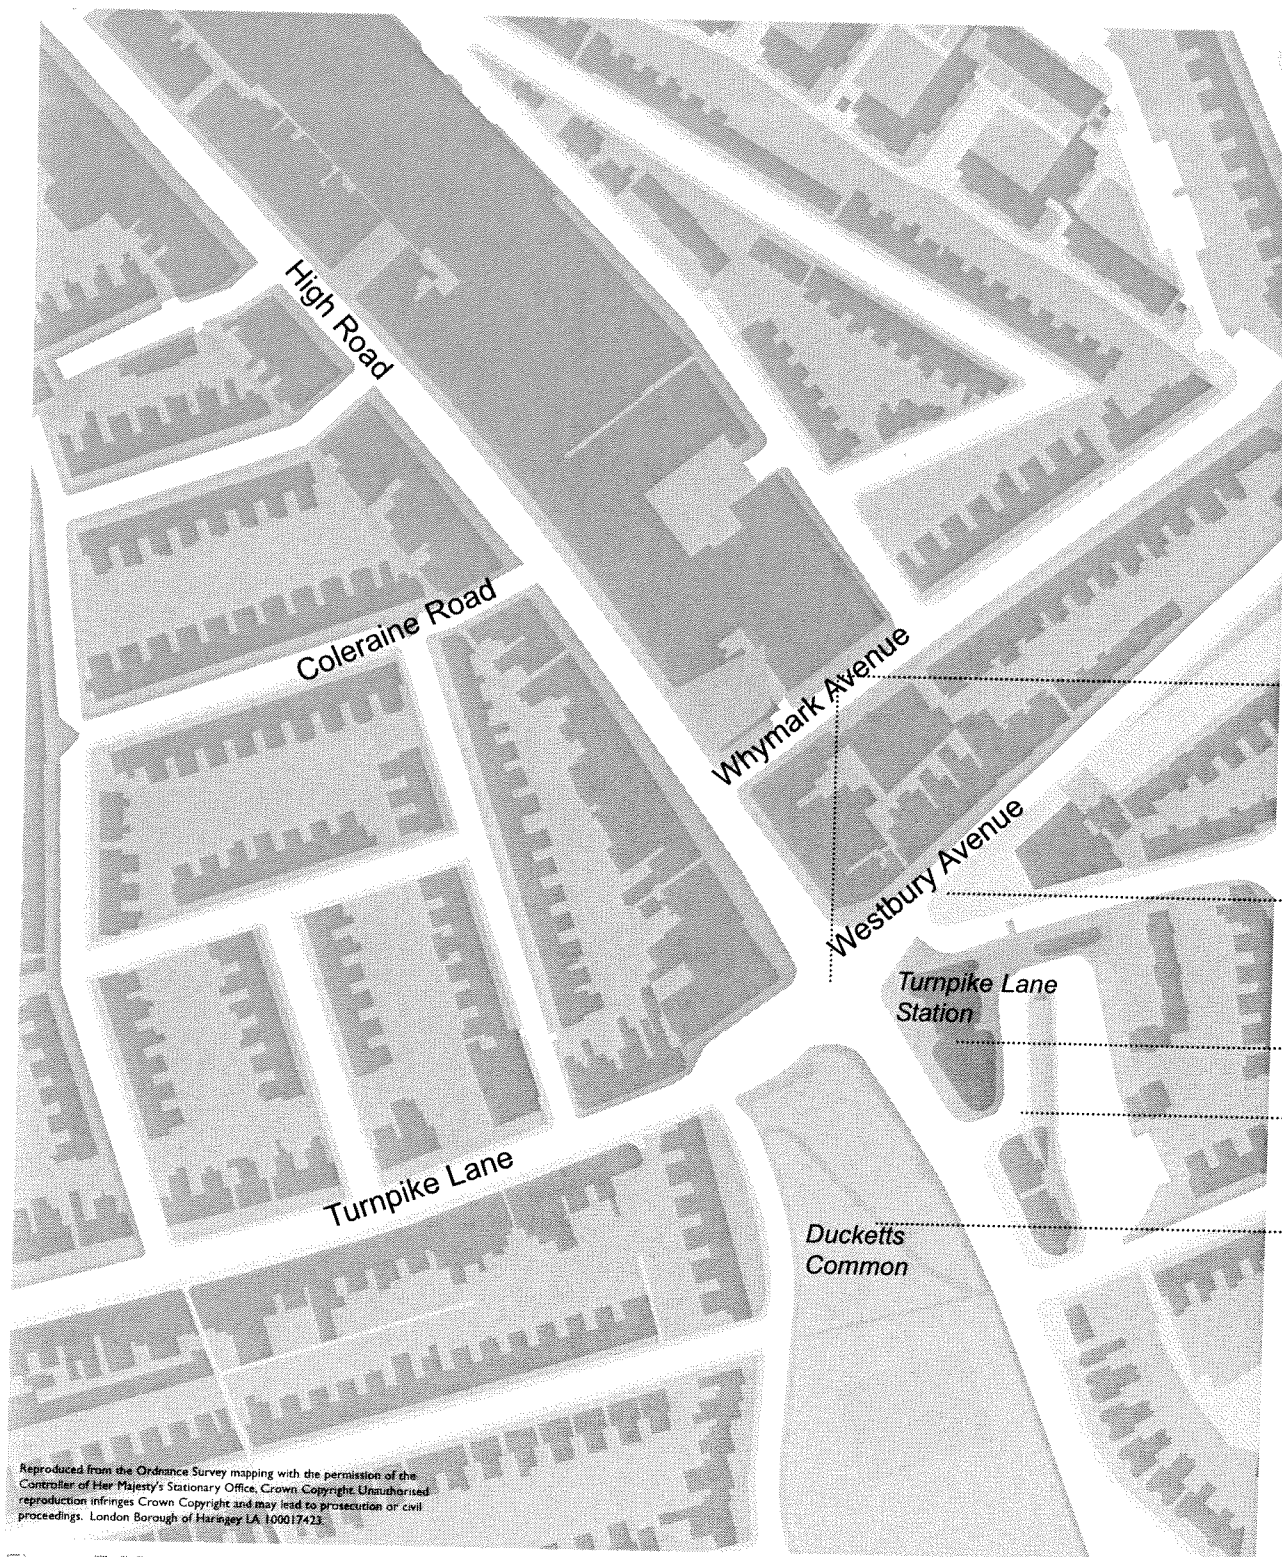 High Road
Coleraine Road
Whymark Avenue
Westbury Avenue
Turnpike Lane
Station
Turnpike Lane
Ducketts
Common
Reproduced from the Ordnance Survey mapping with the permission of the
Controller of Her Majesty's Stationary Office, Crown Copyright. Unauthorised
reproduction infringes Crown Copyright and may lead to prosecution or civil
proceedings. London Borough of Haringey LA 100017423.